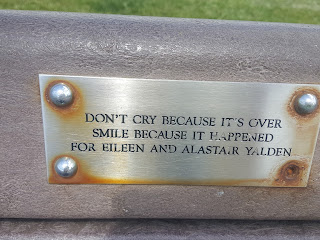 DON'T CRY BECAUSE IT'S OVER
SMILE BECAUSE IT HAPPENED
FOR EILEEN AND ALASTAIR YALDEN